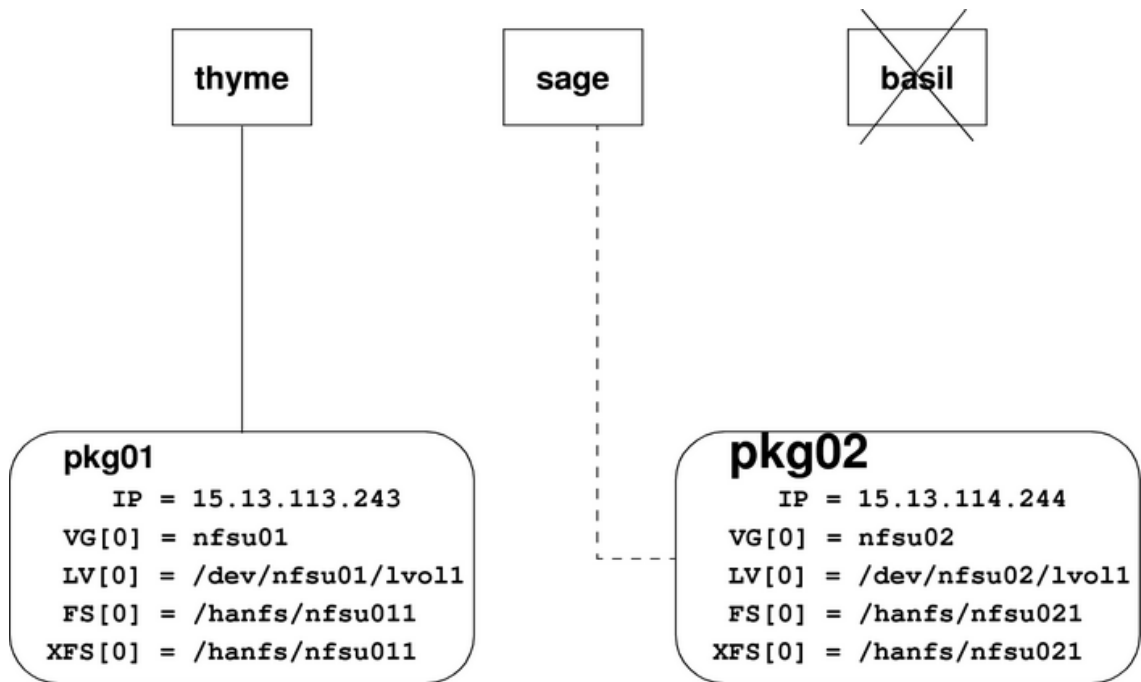 thyme
sage
basil
pkg01
IP = 15.13.113.243
VG[0] = nfsu01
LV[0] = /dev/nfsu01/lvol1
FS[0] = /hanfs/nfsu011
XFS[0] = /hanfs/nfsu011
pkg02
IP = 15.13.114.244
VG[0] = nfsu02
LV[0] = /dev/nfsu02/lvol1
FS[0] = /hanfs/nfsu021
XFS[0] = /hanfs/nfsu021